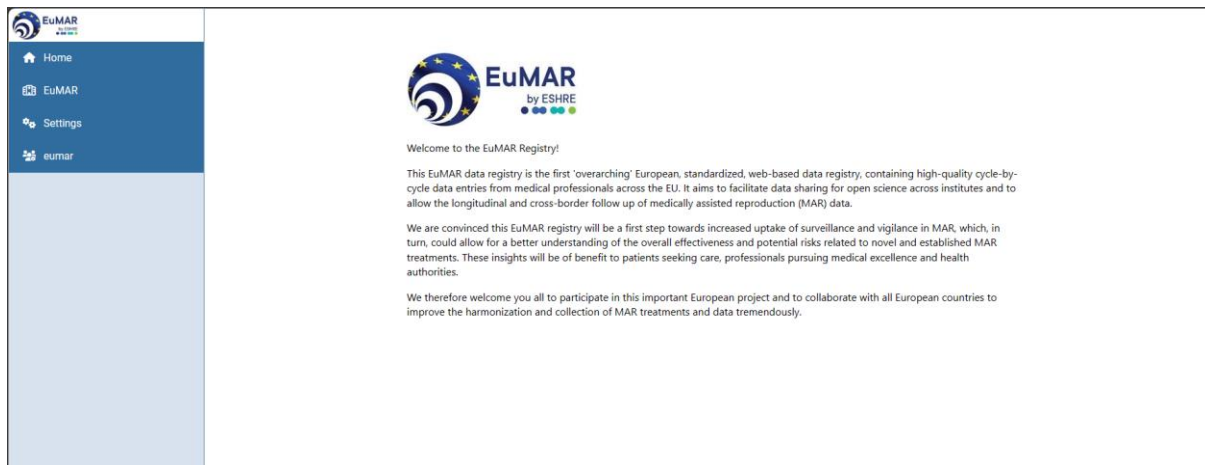 EuMAR
by ESHRE
Home
EuMAR
Settings
eumar
EuMAR
by ESHRE
Welcome to the EuMAR Registry!
This EuMAR data registry is the first 'overarching' European, standardized, web-based data registry, containing high-quality cycle-by-
cycle data entries from medical professionals across the EU. It aims to facilitate data sharing for open science across institutes and to
allow the longitudinal and cross-border follow up of medically assisted reproduction (MAR) data.
We are convinced this EuMAR registry will be a first step towards increased uptake of surveillance and vigilance in MAR, which, in
turn, could allow for a better understanding of the overall effectiveness and potential risks related to novel and established MAR
treatments. These insights will be of benefit to patients seeking care, professionals pursuing medical excellence and health
authorities.
We therefore welcome you all to participate in this important European project and to collaborate with all European countries to
improve the harmonization and collection of MAR treatments and data tremendously.